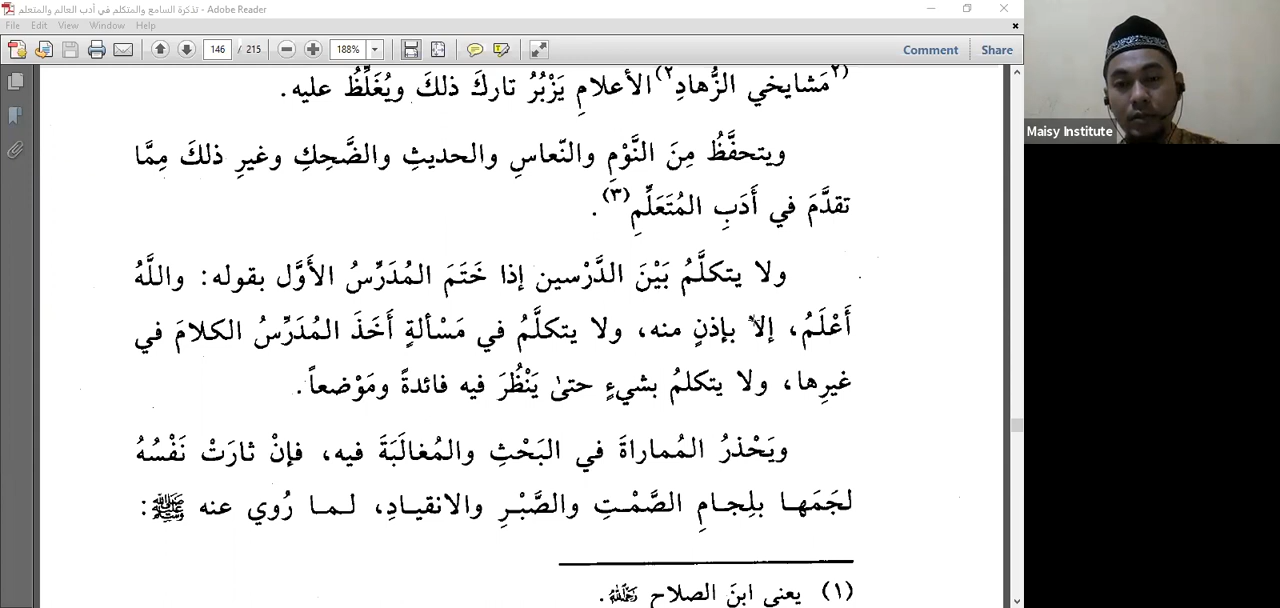 تذكرة السامع والمتكلم في أدب العالم والمتعلم - Adobe Reader
File Edit View Window Help
146 / 215 188% Comment Share
(٢)مَشايخي الزُّهادِ(٢) الأعلامِ يَزْبُرُ تاركَ ذلكَ ويُغَلِّظُ عليه.
ويتحفَّظُ مِنَ النَّوْمِ والنّعاسِ والحديثِ والضَّحِكِ وغيرِ ذلكَ مِمَّا
تقدَّمَ في أَدَبِ المُتَعَلِّمِ(٣).
ولا يتكلَّمُ بَيْنَ الدَّرْسين إذا خَتَمَ المُدَرِّسُ الأَوَّل بقوله: واللَّهُ
أَعْلَمُ، إلا بإذنٍ منه، ولا يتكلَّمُ في مَسْألةٍ أَخَذَ المُدَرِّسُ الكلامَ في
غيرِها، ولا يتكلمُ بشيءٍ حتىٰ يَنْظُرَ فيه فائدةً ومَوْضعاً.
ويَحْذرُ المُماراةَ في البَحْثِ والمُغالَبَةَ فيه، فإنْ ثارَتْ نَفْسُهُ
لجَمَها بلِجامِ الصَّمْتِ والصَّبْرِ والانقيادِ، لما رُوي عنه ﷺ:
(١) يعني ابنَ الصلاح رَحِمَهُ اللهُ.
Maisy Institute